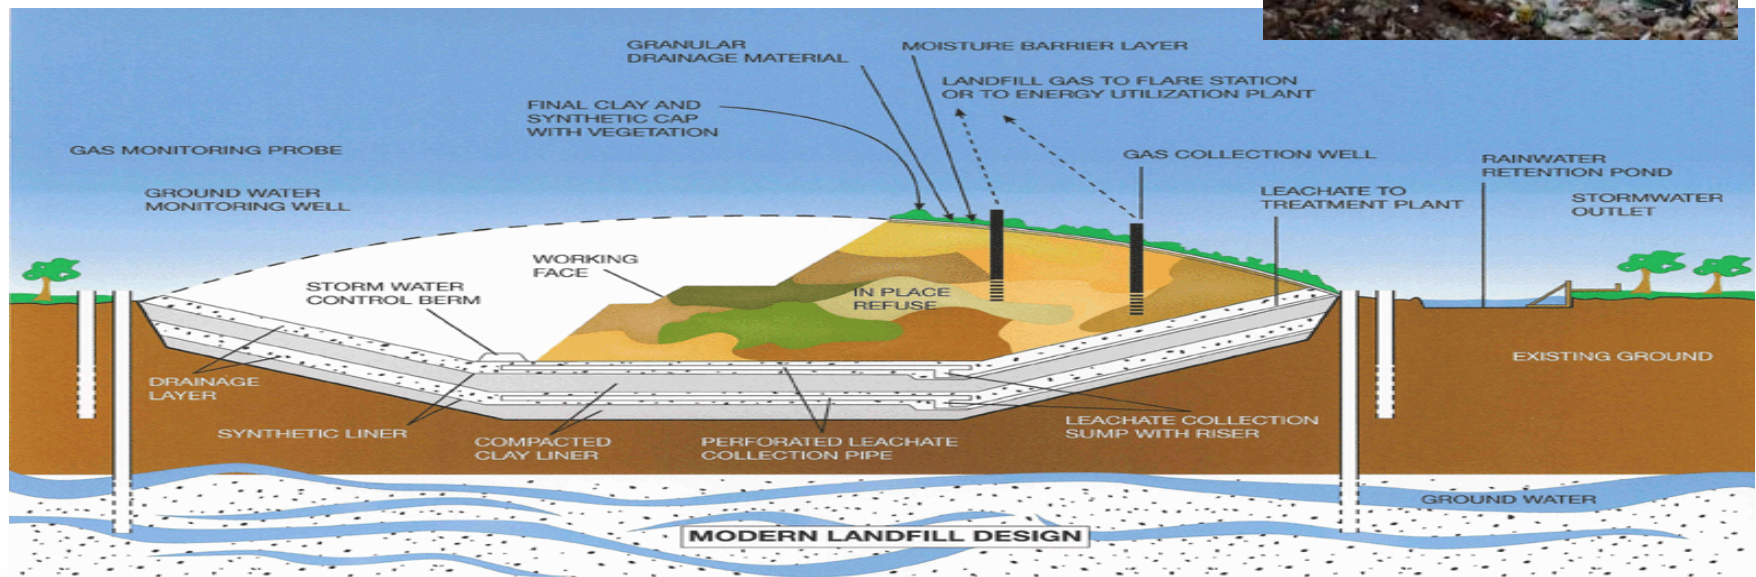 GRANULAR
DRAINAGE MATERIAL
MOISTURE BARRIER LAYER
LANDFILL GAS TO FLARE STATION
OR TO ENERGY UTILIZATION PLANT
FINAL CLAY AND
SYNTHETIC CAP
WITH VEGETATION
GAS MONITORING PROBE
GROUND WATER
MONITORING WELL
GAS COLLECTION WELL
RAINWATER
RETENTION POND
LEACHATE TO
TREATMENT PLANT
STORMWATER
OUTLET
WORKING
FACE
STORM WATER
CONTROL BERM
IN PLACE
REFUSE
EXISTING GROUND
DRAINAGE
LAYER
SYNTHETIC LINER
COMPACTED
CLAY LINER
PERFORATED LEACHATE
COLLECTION PIPE
LEACHATE COLLECTION
SUMP WITH RISER
GROUND WATER
MODERN LANDFILL DESIGN